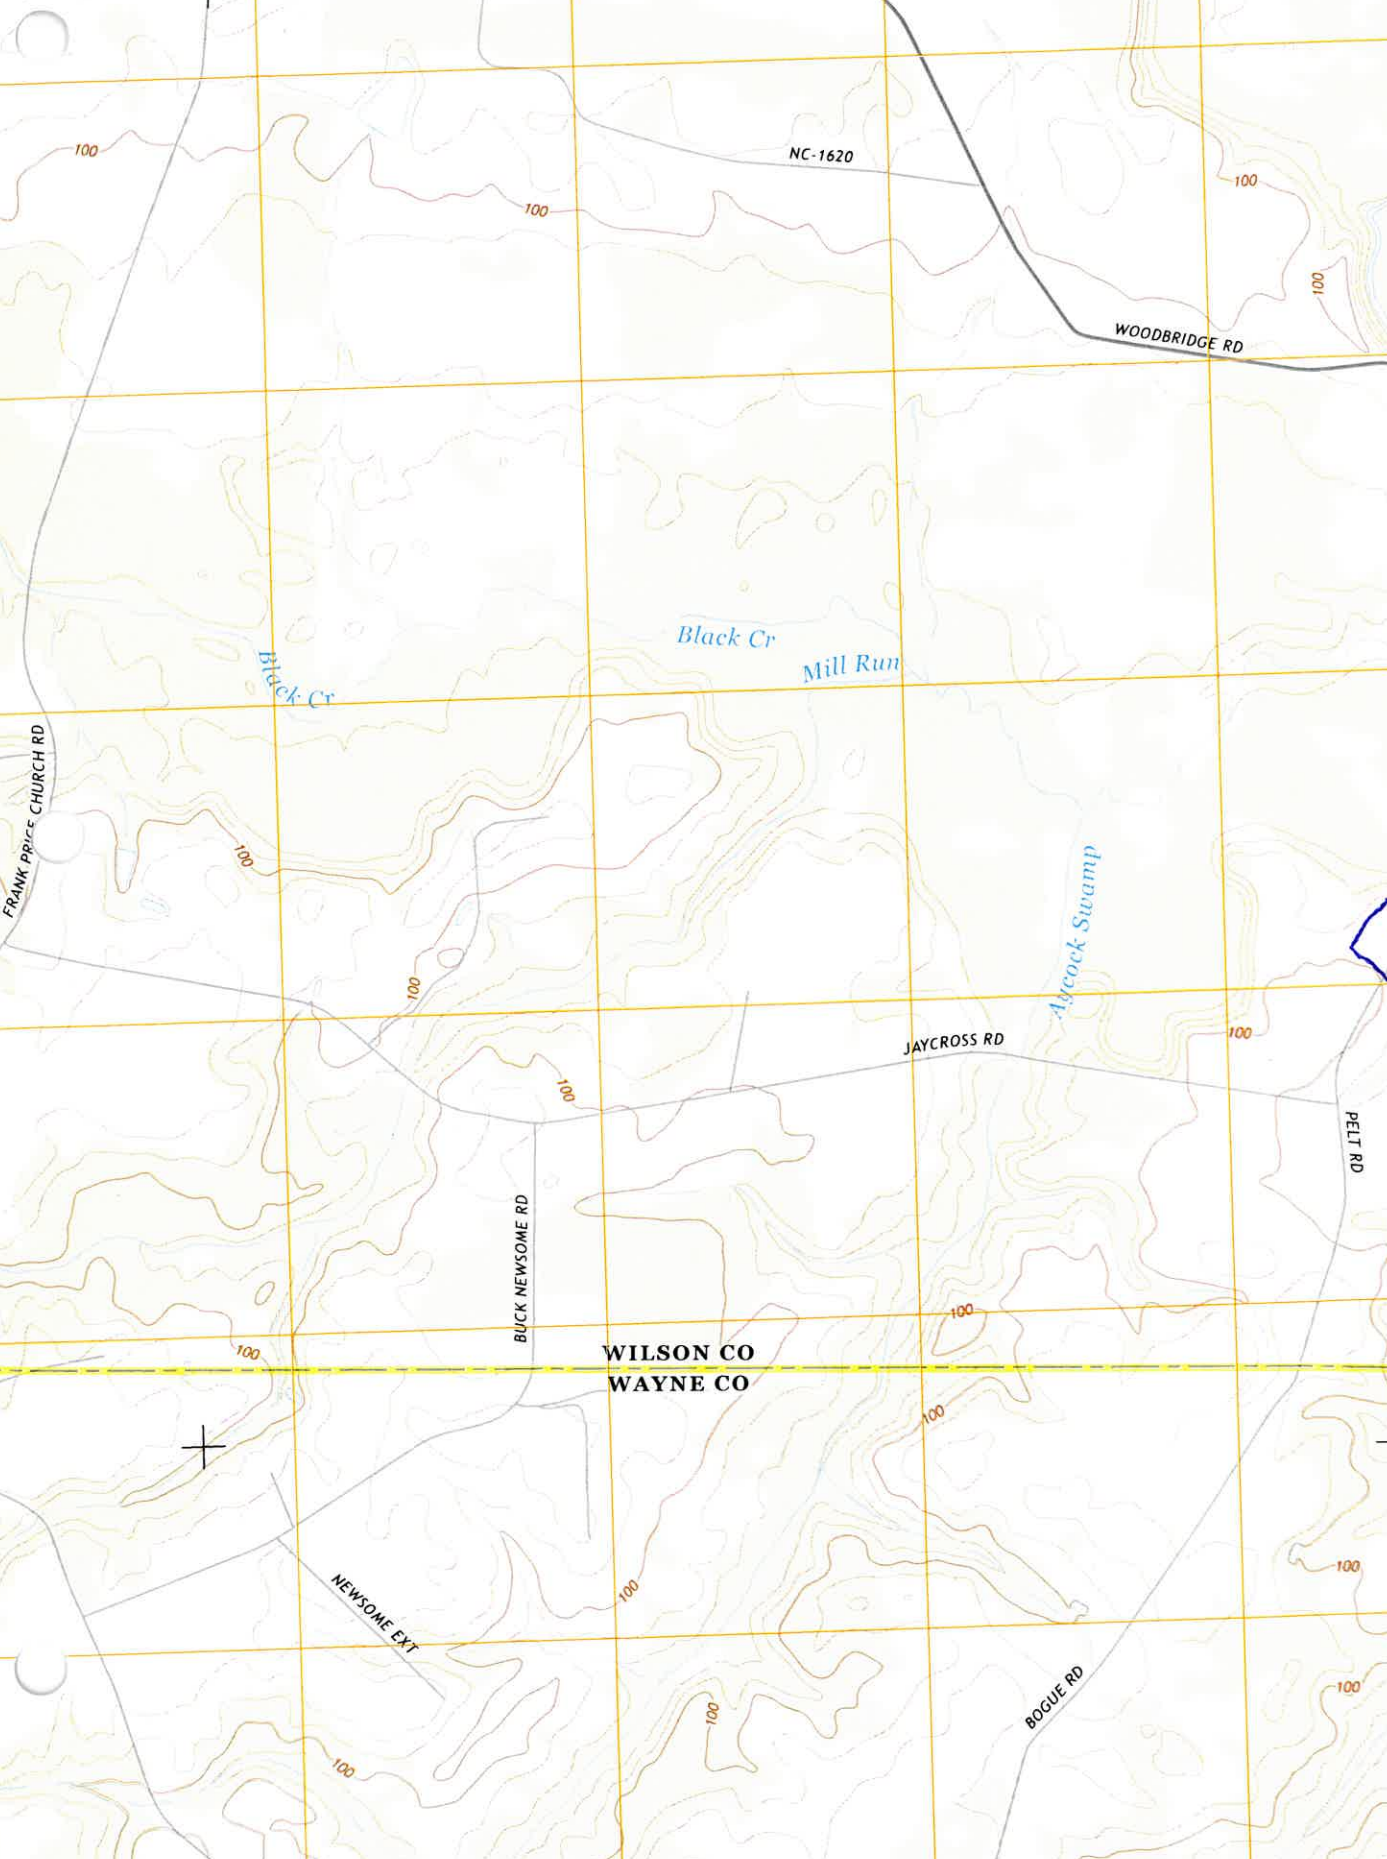 100
NC-1620
100
100
100
WOODBRIDGE RD
Black Cr
Mill Run
Black Cr
FRANK PRICE CHURCH RD
100
Aycock Swamp
100
100
JAYCROSS RD
100
PELT RD
BUCK NEWSOME RD
100
100
WILSON CO
WAYNE CO
100
100
NEWSOME EXT
100
100
BOGUE RD
100
100